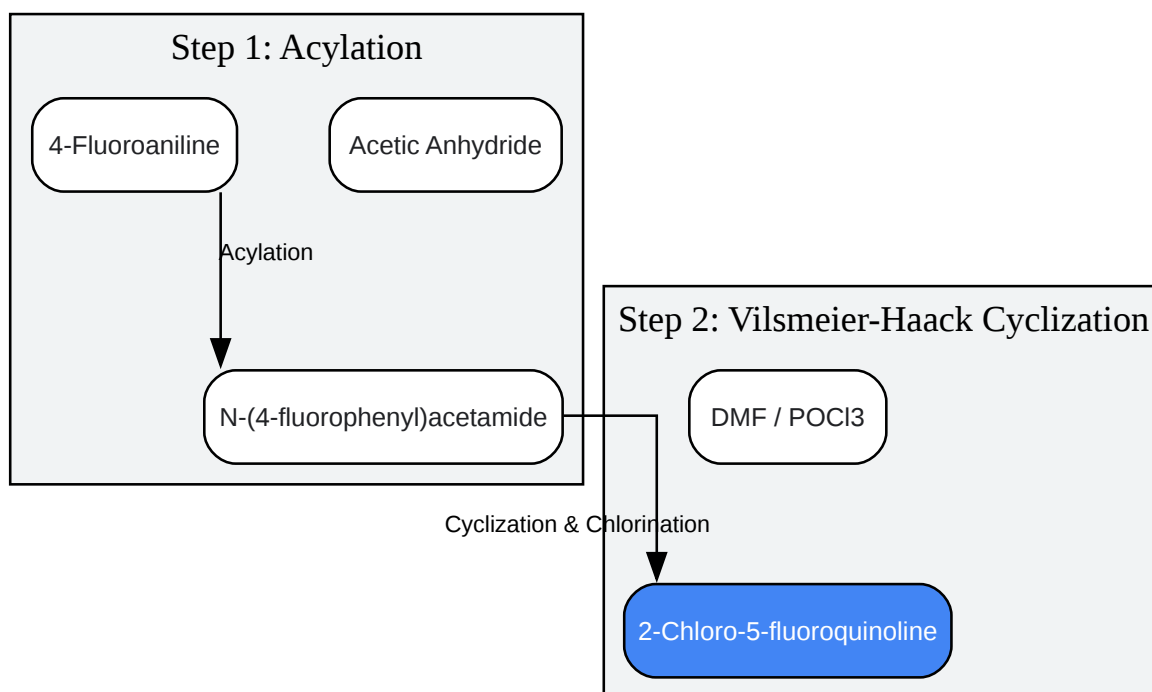 Step 1: Acylation
4-Fluoroaniline
Acetic Anhydride
Acylation
N-(4-fluorophenyl)acetamide
Step 2: Vilsmeier-Haack Cyclization
DMF / POCl3
Cyclization & Chlorination
2-Chloro-5-fluoroquinoline